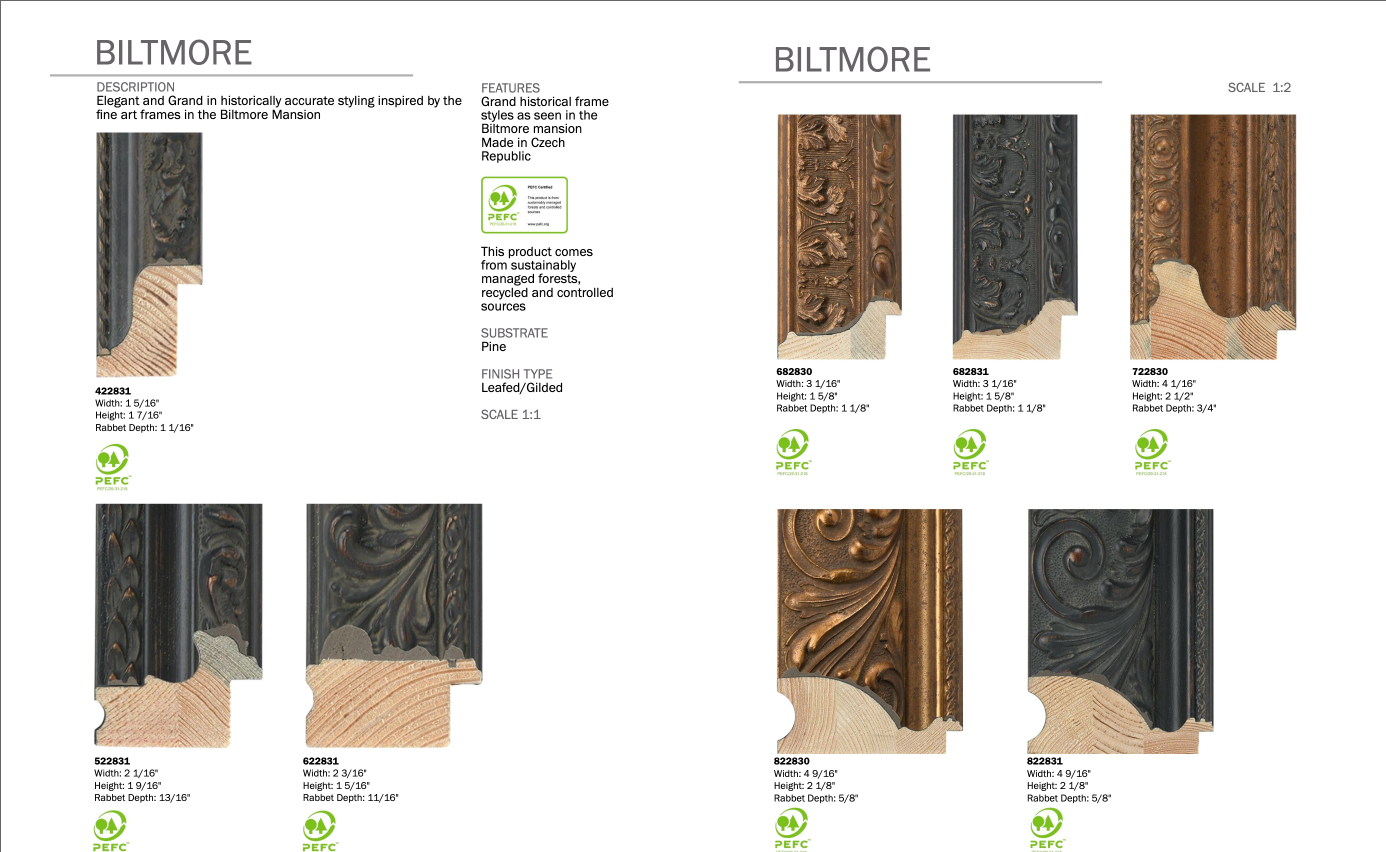 BILTMORE
DESCRIPTION
Elegant and Grand in historically accurate styling inspired by the
fine art frames in the Biltmore Mansion
422831
Width: 1 5/16"
Height: 1 7/16"
Rabbet Depth: 1 1/16"
PEFC™
FEATURES
Grand historical frame
styles as seen in the
Biltmore mansion
Made in Czech
Republic
PEFC™
PEFC Certified
This product is from
sustainably managed
forests and controlled
sources
www.pefc.org
This product comes
from sustainably
managed forests,
recycled and controlled
sources
SUBSTRATE
Pine
FINISH TYPE
Leafed/Gilded
SCALE 1:1
522831
Width: 2 1/16"
Height: 1 9/16"
Rabbet Depth: 13/16"
PEFC™
622831
Width: 2 3/16"
Height: 1 5/16"
Rabbet Depth: 11/16"
PEFC™
BILTMORE
SCALE 1:2
682830
Width: 3 1/16"
Height: 1 5/8"
Rabbet Depth: 1 1/8"
PEFC™
682831
Width: 3 1/16"
Height: 1 5/8"
Rabbet Depth: 1 1/8"
PEFC™
722830
Width: 4 1/16"
Height: 2 1/2"
Rabbet Depth: 3/4"
PEFC™
822830
Width: 4 9/16"
Height: 2 1/8"
Rabbet Depth: 5/8"
PEFC™
822831
Width: 4 9/16"
Height: 2 1/8"
Rabbet Depth: 5/8"
PEFC™